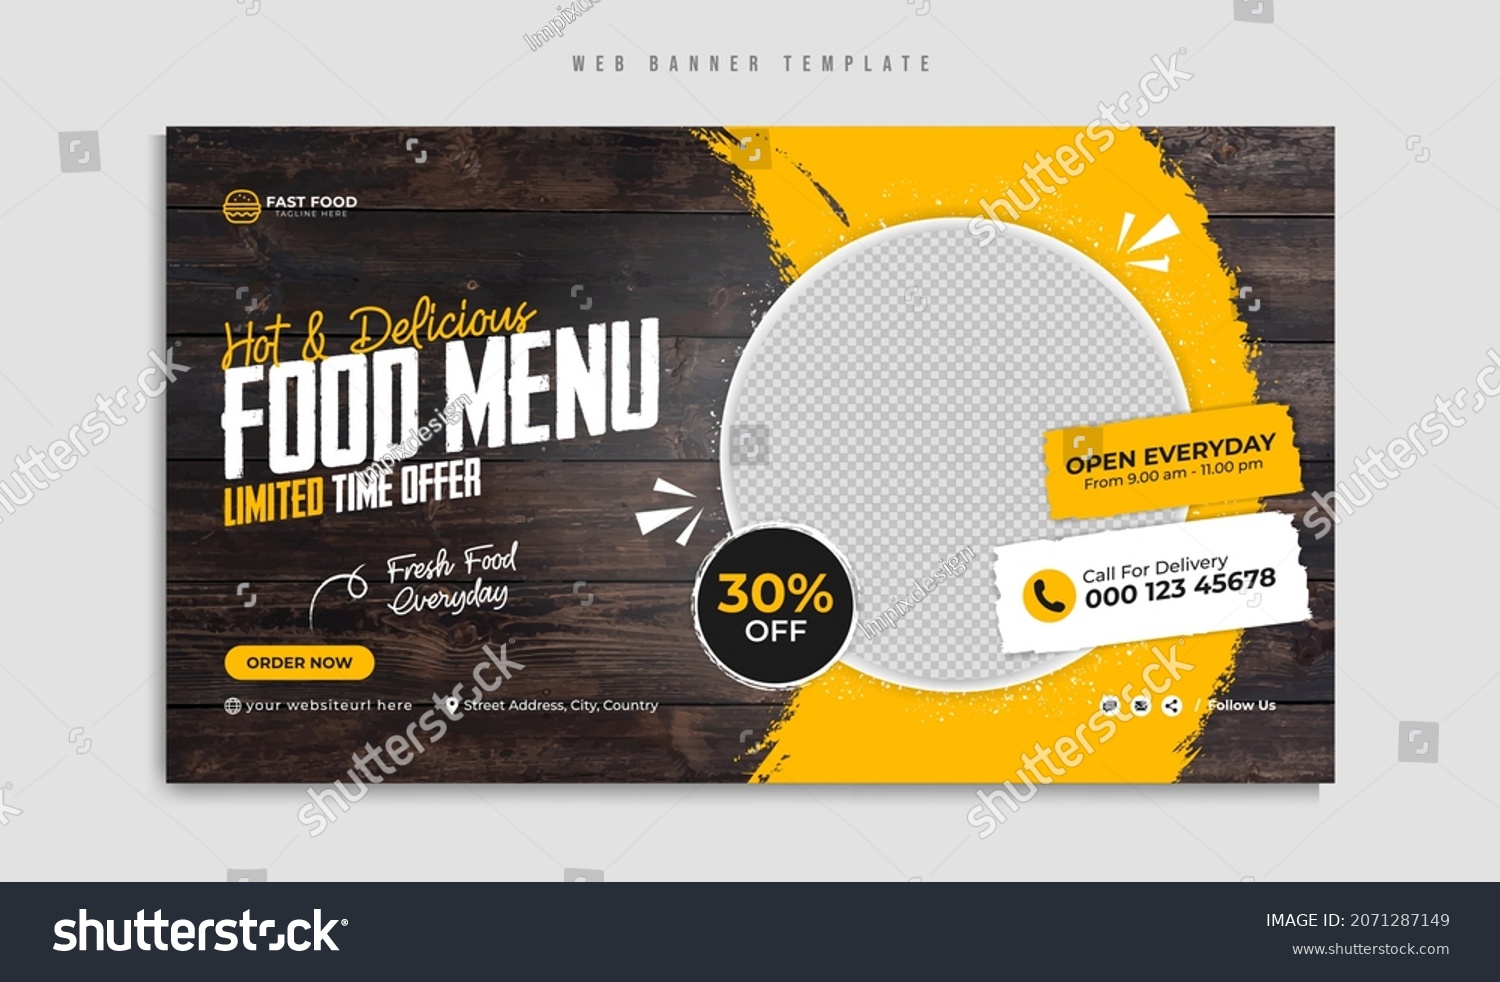 WEB BANNER TEMPLATE
FAST FOOD
TAGLINE HERE
Hot & Delicious
FOOD MENU
LIMITED TIME OFFER
Fresh Food
Everyday
ORDER NOW
your websiteurl here
Street Address, City, Country
30%
OFF
OPEN EVERYDAY
From 9.00 am - 11.00 pm
Call For Delivery
000 123 45678
/ Follow Us
Impixdesign
shutterstock
shutterstock®
IMAGE ID: 2071287149
www.shutterstock.com